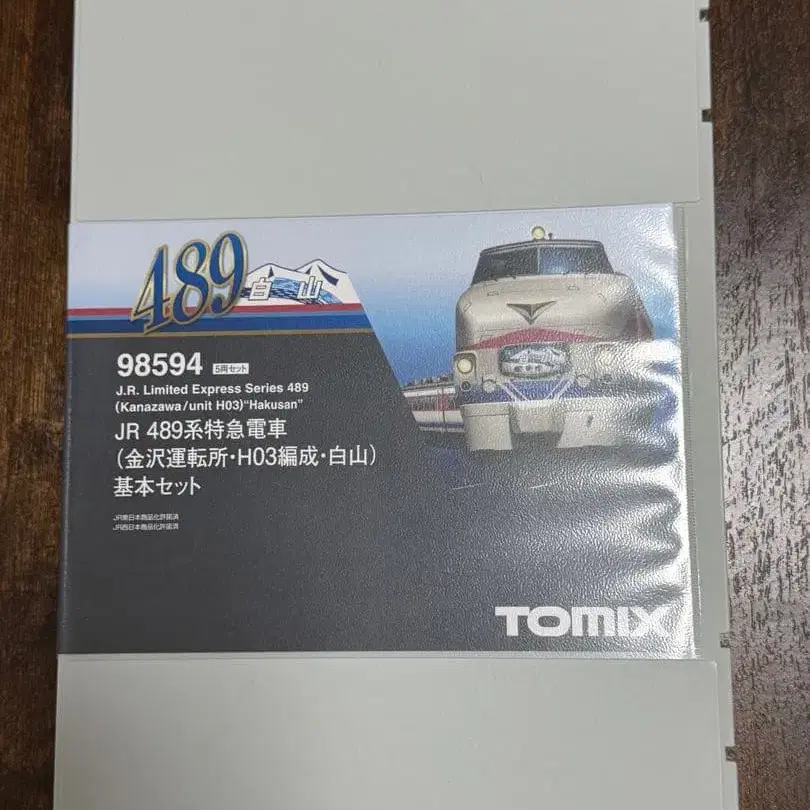 489 白山
98594 5両セット
J.R. Limited Express Series 489
(Kanazawa/unit H03)“Hakusan”
JR 489系特急電車
(金沢運転所・H03編成・白山)
基本セット
JR東日本商品化許諾済
JR西日本商品化許諾済
TOMIX